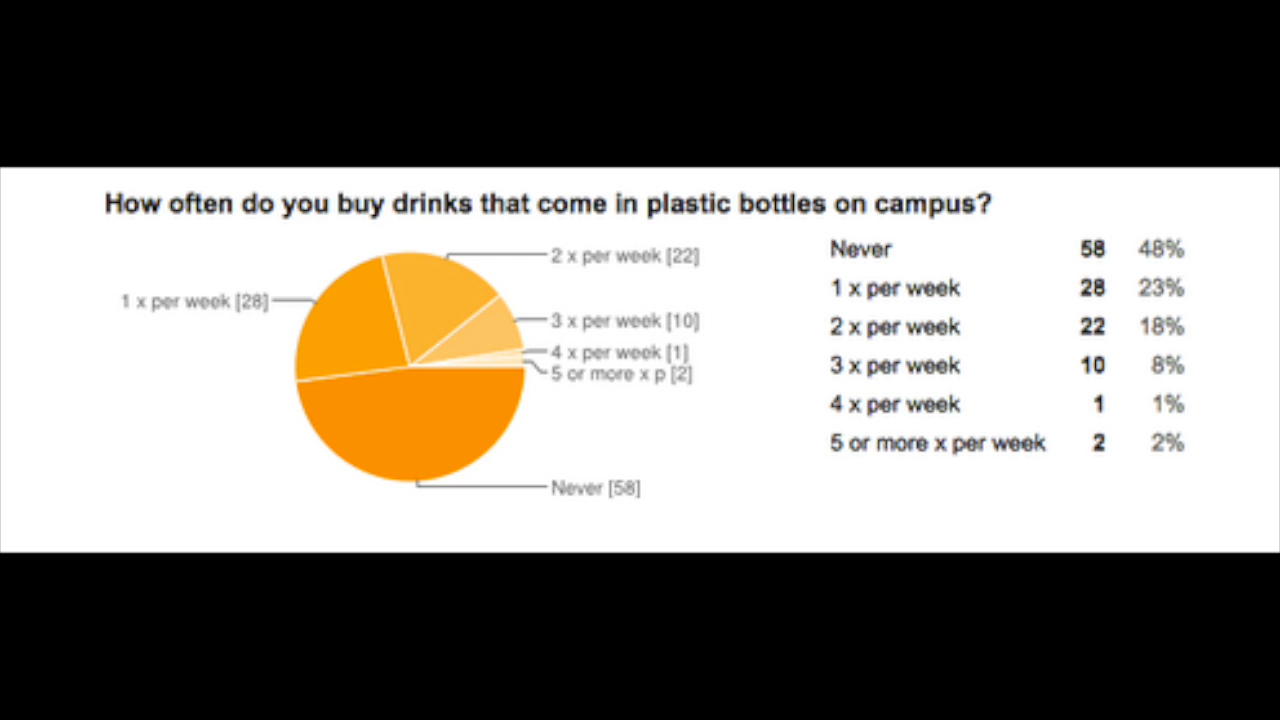 How often do you buy drinks that come in plastic bottles on campus?
2 x per week [22]
1 x per week [28]
3 x per week [10]
4 x per week [1]
5 or more x p [2]
Never [58]
Never 58 48%
1 x per week 28 23%
2 x per week 22 18%
3 x per week 10 8%
4 x per week 1 1%
5 or more x per week 2 2%